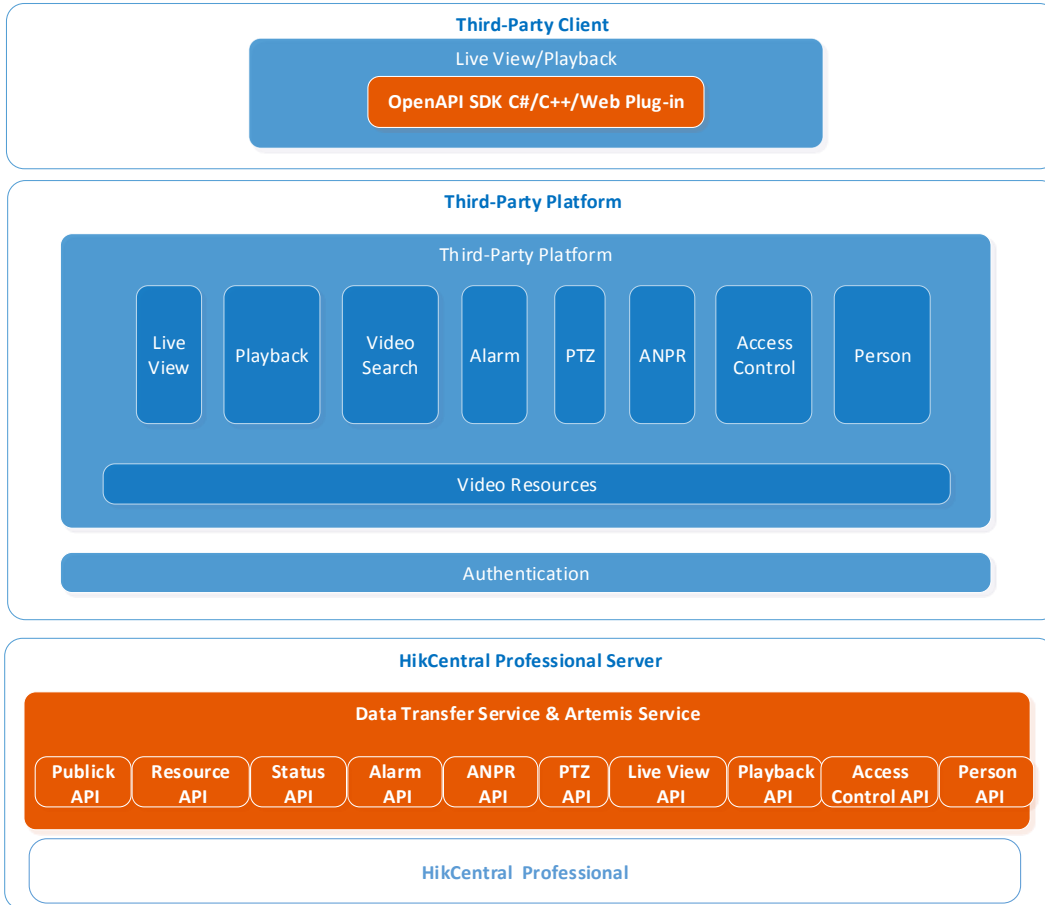 Third-Party Client
Live View/Playback
OpenAPI SDK C#/C++/Web Plug-in
Third-Party Platform
Third-Party Platform
Live
View
Playback
Video
Search
Alarm
PTZ
ANPR
Access
Control
Person
Video Resources
Authentication
HikCentral Professional Server
Data Transfer Service & Artemis Service
Publick
API
Resource
API
Status
API
Alarm
API
ANPR
API
PTZ
API
Live View
API
Playback
API
Access
Control API
Person
API
HikCentral Professional